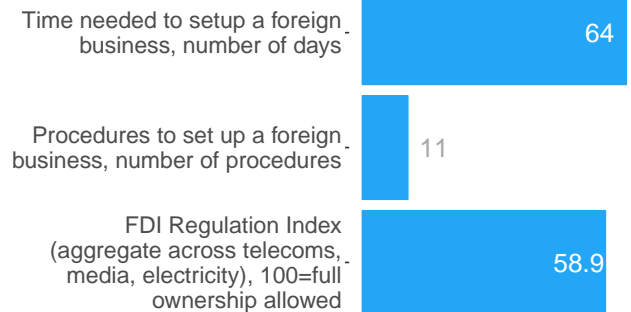 Time needed to setup a foreign
business, number of days
64
Procedures to set up a foreign
business, number of procedures
11
FDI Regulation Index
(aggregate across telecoms,
media, electricity), 100=full
ownership allowed
58.9